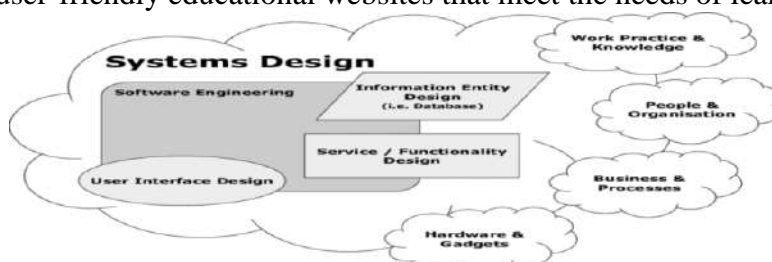 user-friendly educational websites that meet the needs of lear
Work Practice &
Knowledge
Systems Design
Software Engineering
Information Entity
Design
(i.e. Database)
People &
Organisation
Service / Functionality
Design
User Interface Design
Business &
Processes
Hardware &
Gadgets